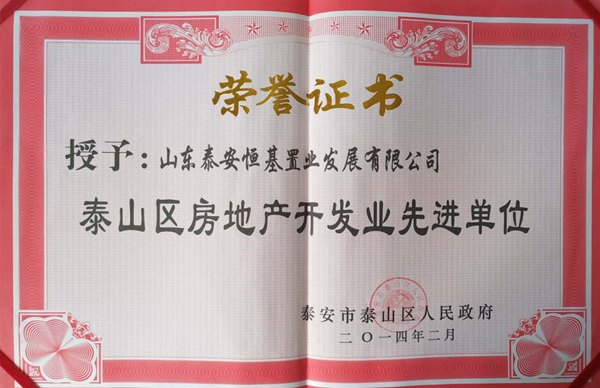 荣誉证书
授予：山东泰安恒基置业发展有限公司
泰山区房地产开发业先进单位
泰安市泰山区人民政府
二〇一四年二月